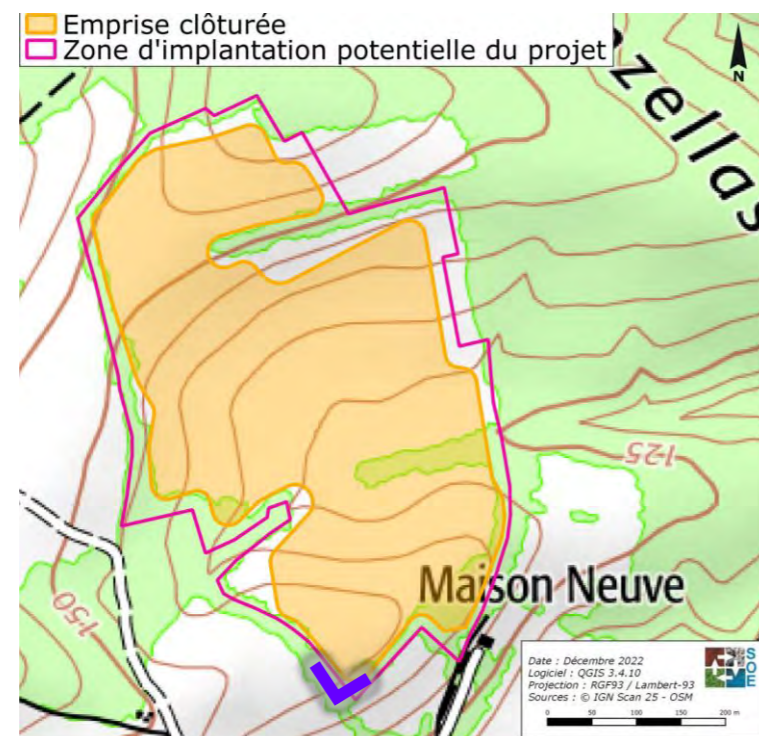 Emprise clôturée
Zone d'implantation potentielle du projet
N
zellas
125
Maison Neuve
150
Date : Décembre 2022
Logiciel : QGIS 3.4.10
Projection : RGF93 / Lambert-93
Sources : © IGN Scan 25 - OSM
SOE
0 50 100 150 200 m